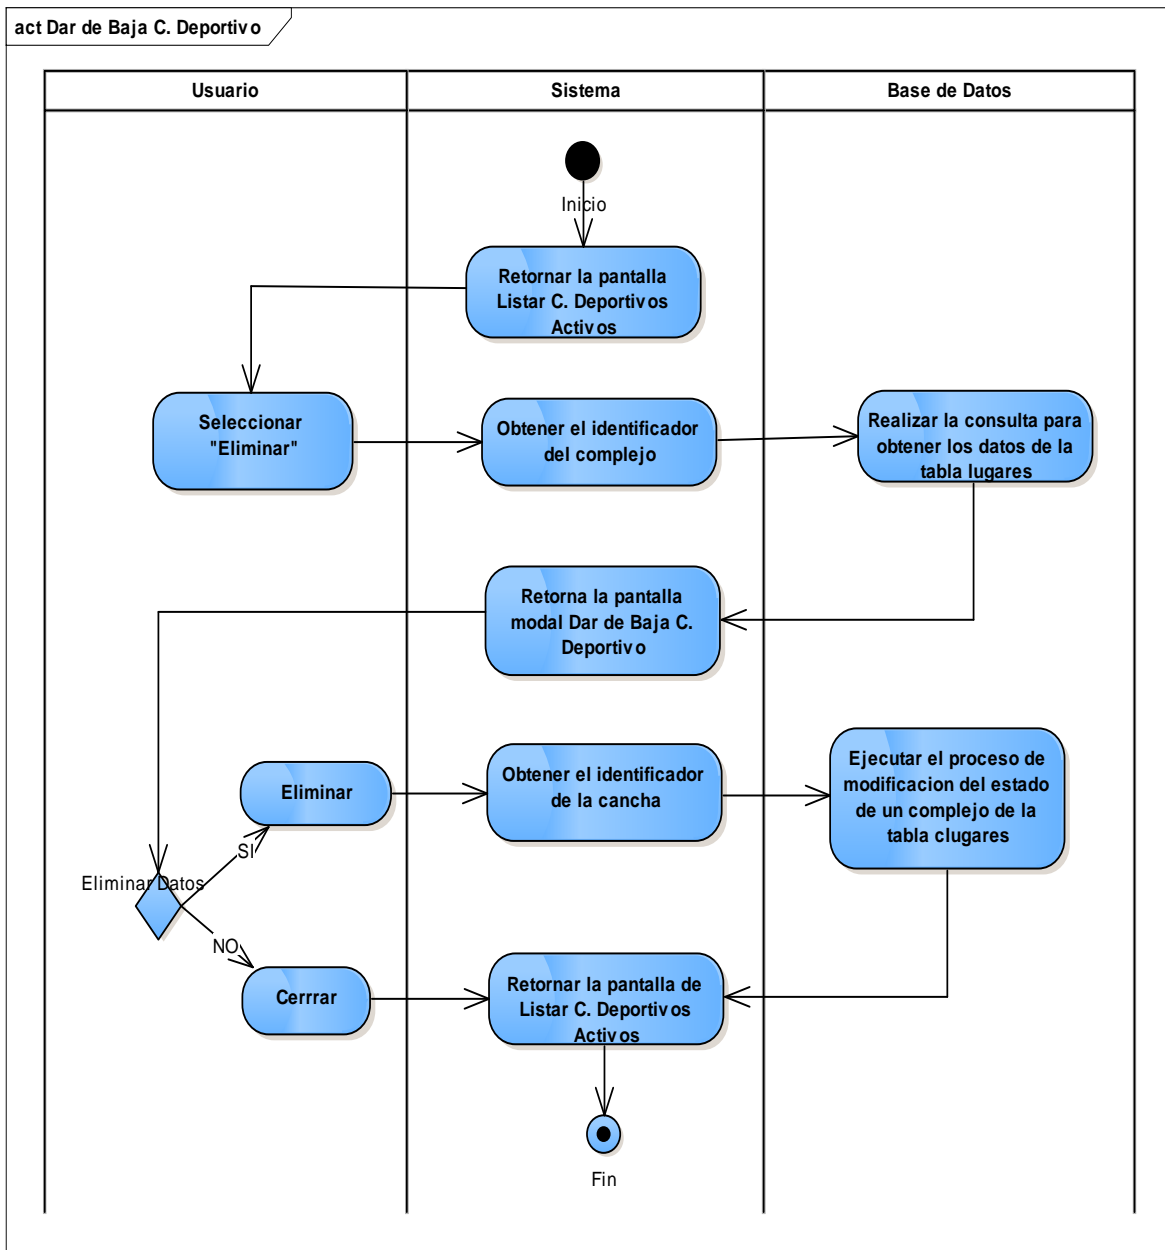 act Dar de Baja C. Deportivo
Usuario
Sistema
Base de Datos
Inicio
Retornar la pantalla
Listar C. Deportivos
Activos
Seleccionar
"Eliminar"
Obtener el identificador
del complejo
Realizar la consulta para
obtener los datos de la
tabla lugares
Retorna la pantalla
modal Dar de Baja C.
Deportivo
Eliminar
Obtener el identificador
de la cancha
Ejecutar el proceso de
modificacion del estado
de un complejo de la
tabla clugares
SI
Eliminar Datos
NO
Cerrrar
Retornar la pantalla de
Listar C. Deportivos
Activos
Fin